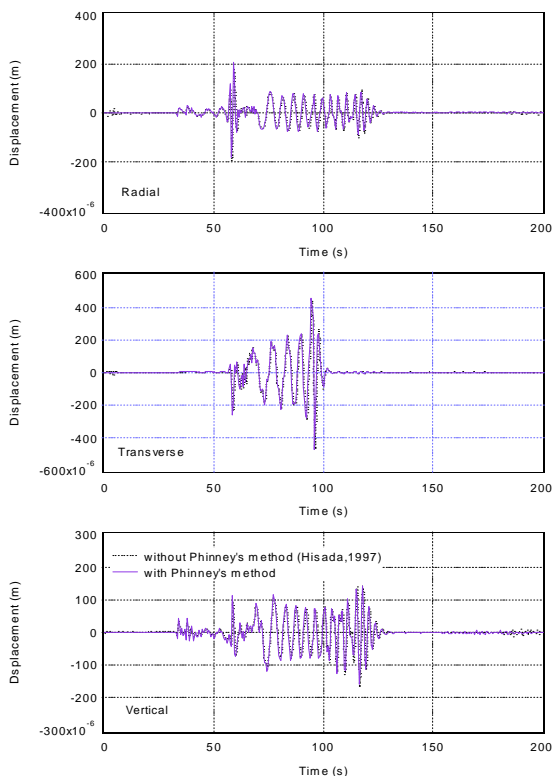 400
200
0
-200
-400x10-6
Displacement (m)
Radial
0 50 100 150 200
Time (s)
600
400
200
0
-200
-400
-600x10-6
Displacement (m)
Transverse
0 50 100 150 200
Time (s)
300
200
100
0
-100
-200
-300x10-6
Dsplacement (m)
without Phinney's method (Hisada,1997)
with Phinney's method
Vertical
0 50 100 150 200
Time (s)